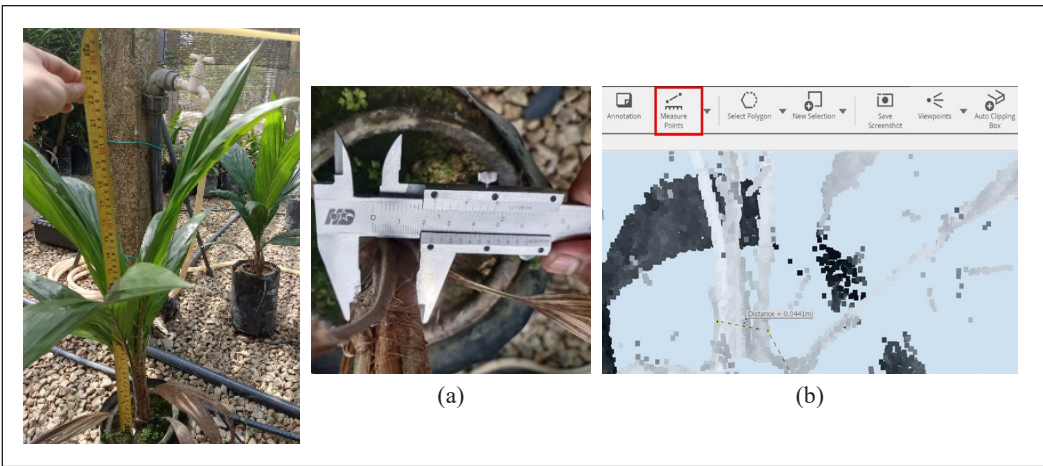 Annotation
Measure
Points
Select Polygon
New Selection
Save
Screenshot
Viewpoints
Auto Clipping
Box
Distance = 0.0441m
(a)
(b)